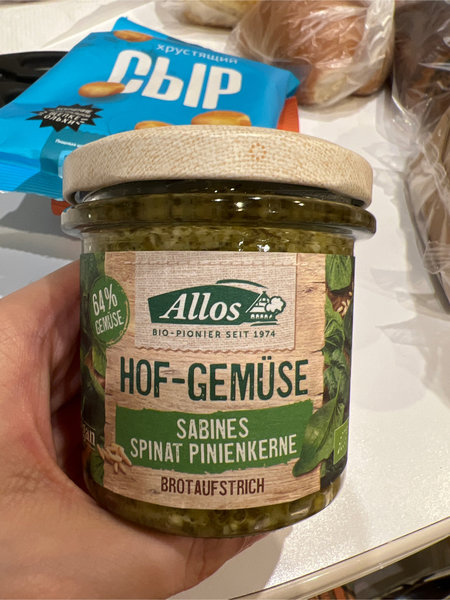 хрустящий
СЫР
64%
GEMÜSE
Allos
BIO-PIONIER SEIT 1974
HOF-GEMÜSE
SABINES
SPINAT PINIENKERNE
BROTAUFSTRICH